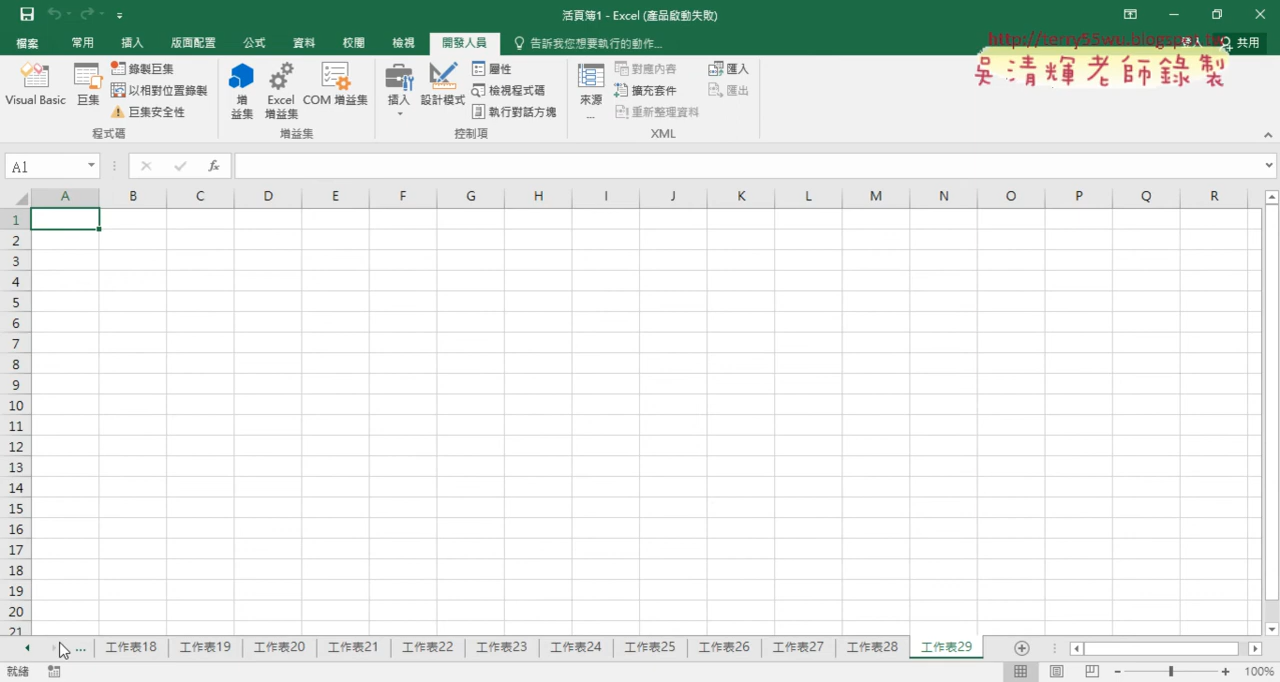 活頁簿1 - Excel (產品啟動失敗)
檔案 常用 插入 版面配置 公式 資料 校閱 檢視 開發人員 告訴我您想要執行的動作... 登入 共用
http://terry55wu.blogspot.tw
吳清輝老師錄製
Visual Basic 巨集 錄製巨集 以相對位置錄製 巨集安全性
程式碼
增益集 Excel 增益集 COM 增益集
增益集
插入 設計模式 屬性 檢視程式碼 執行對話方塊
控制項
來源 ... 對應內容 擴充套件 重新整理資料 匯入 匯出
XML
A1 fx
A B C D E F G H I J K L M N O P Q R
1
2
3
4
5
6
7
8
9
10
11
12
13
14
15
16
17
18
19
20
21
... 工作表18 工作表19 工作表20 工作表21 工作表22 工作表23 工作表24 工作表25 工作表26 工作表27 工作表28 工作表29
就緒 100%